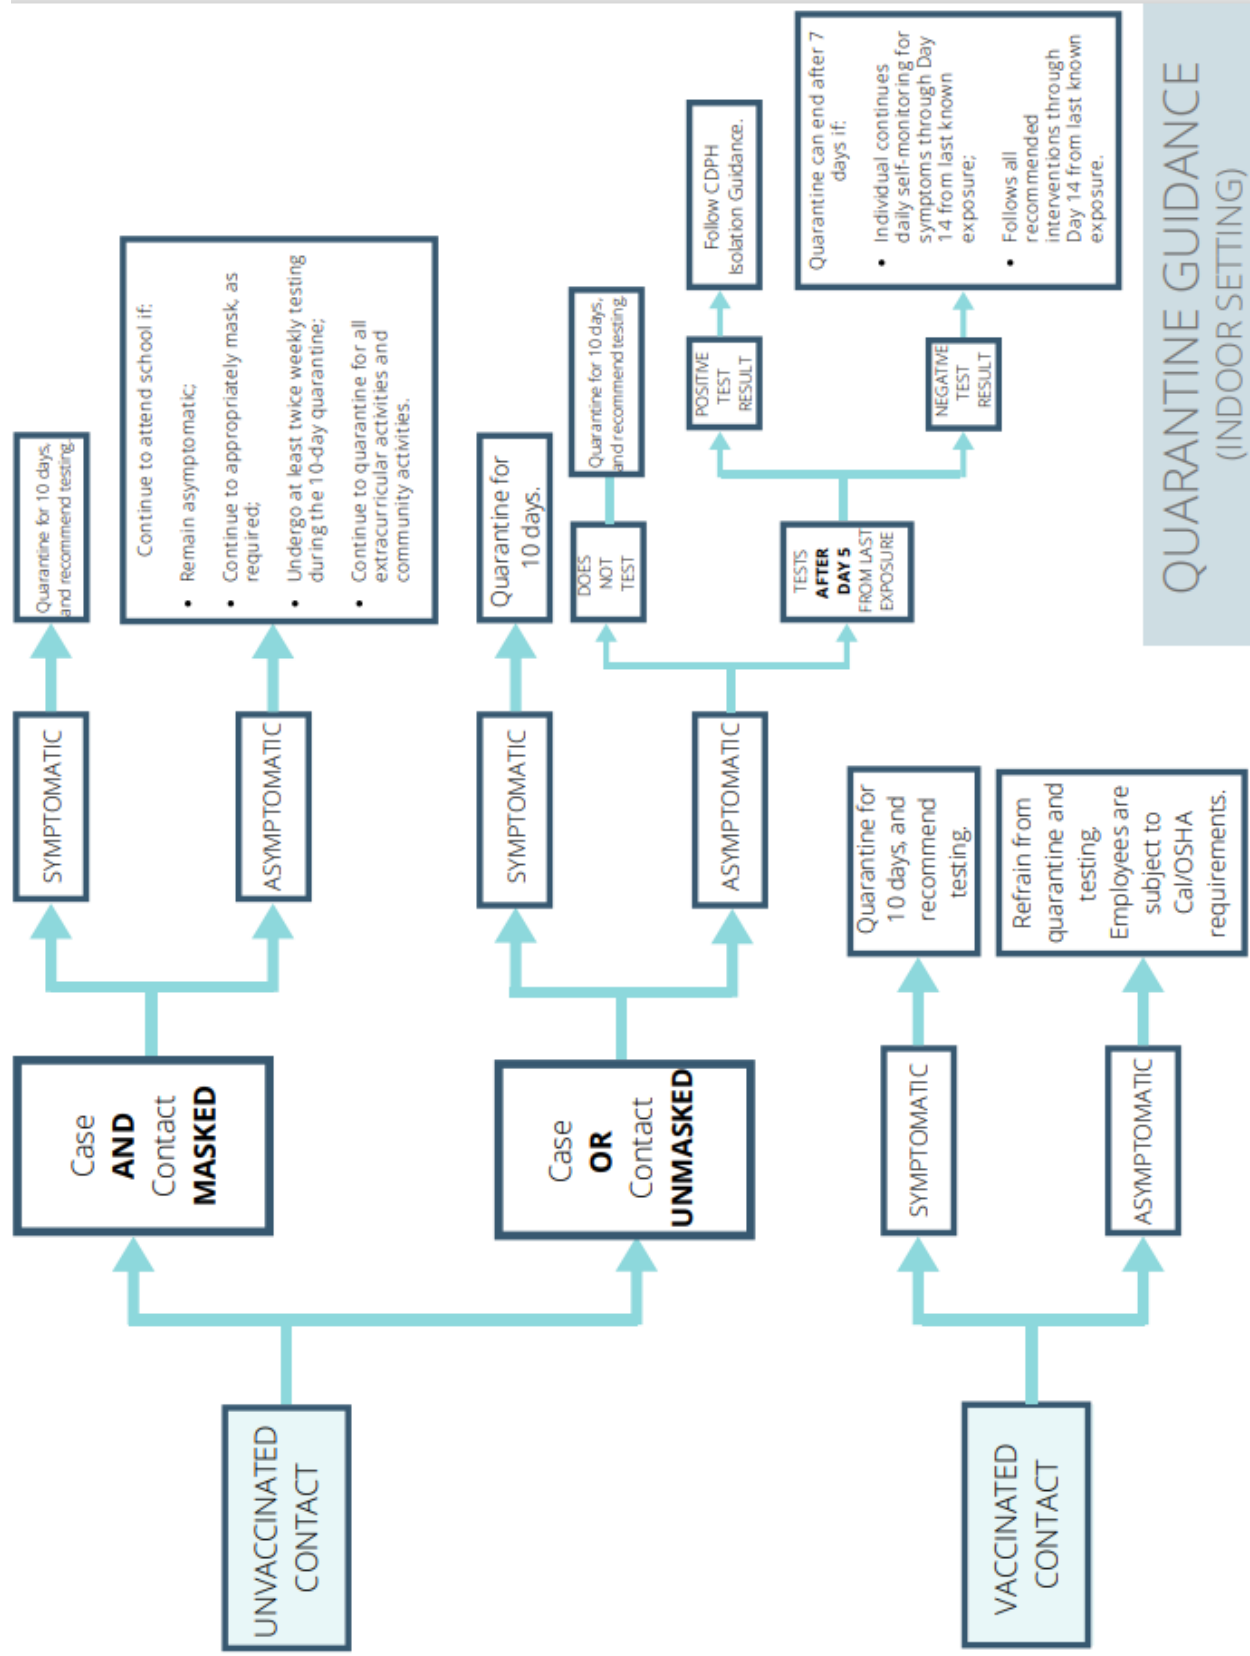 QUARANTINE GUIDANCE
(INDOOR SETTING)
UNVACCINATED
CONTACT
Case
AND
Contact
MASKED
SYMPTOMATIC
Quarantine for 10 days,
and recommend testing.
ASYMPTOMATIC
Continue to attend school if:
• Remain asymptomatic;
• Continue to appropriately mask, as
required;
• Undergo at least twice weekly testing
during the 10-day quarantine;
• Continue to quarantine for all
extracurricular activities and
community activities.
Case
OR
Contact
UNMASKED
SYMPTOMATIC
Quarantine for
10 days.
ASYMPTOMATIC
DOES
NOT
TEST
Quarantine for 10 days,
and recommend testing.
TESTS
AFTER
DAY 5
FROM LAST
EXPOSURE
POSITIVE
TEST
RESULT
Follow CDPH
Isolation Guidance.
NEGATIVE
TEST
RESULT
Quarantine can end after 7
days if:
• Individual continues
daily self-monitoring for
symptoms through Day
14 from last known
exposure;
• Follows all
recommended
interventions through
Day 14 from last known
exposure.
VACCINATED
CONTACT
SYMPTOMATIC
Quarantine for
10 days, and
recommend
testing.
ASYMPTOMATIC
Refrain from
quarantine and
testing.
Employees are
subject to
Cal/OSHA
requirements.